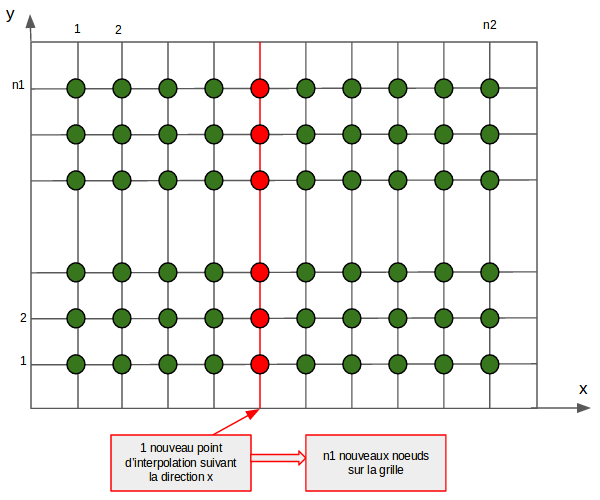 y
1
2
n2
n1
2
1
x
1 nouveau point
d'interpolation suivant
la direction x
n1 nouveaux noeuds
sur la grille